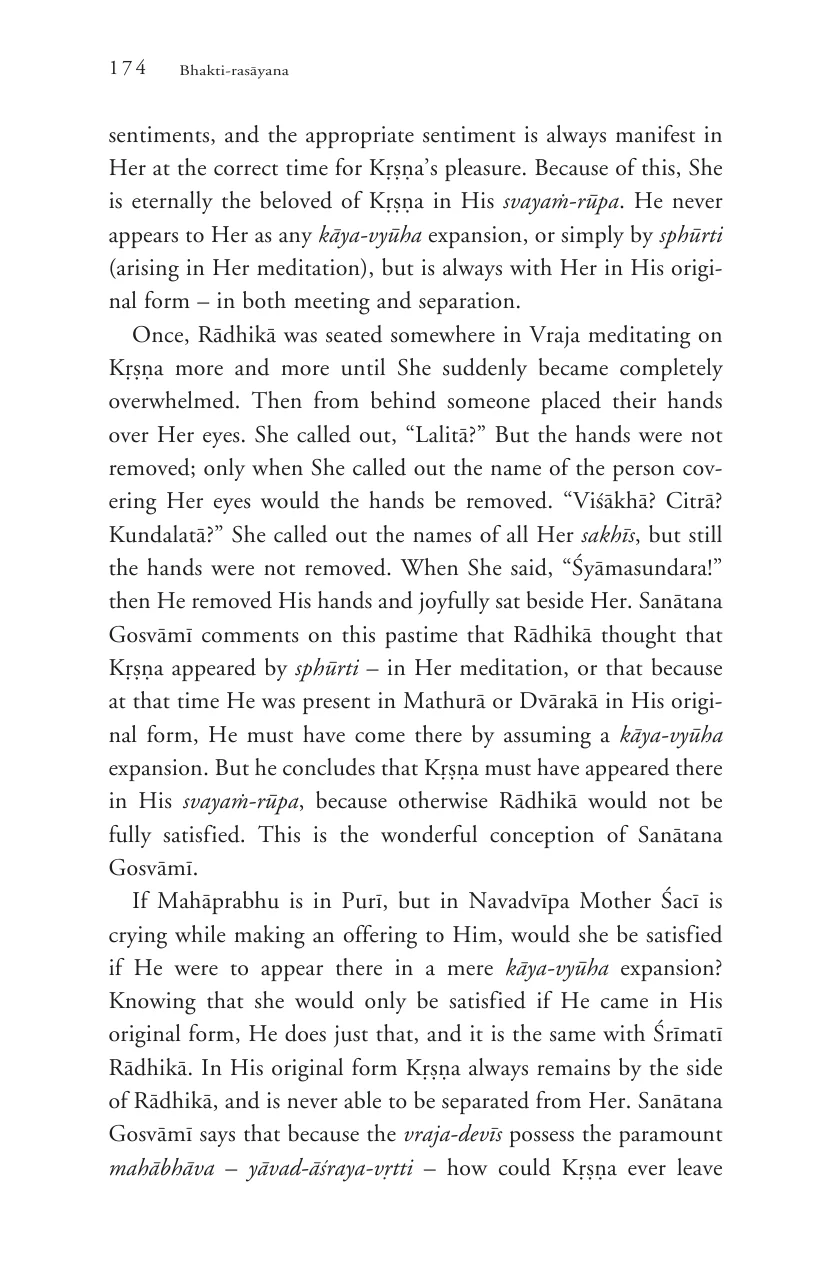 174 Bhakti-rasāyana
sentiments, and the appropriate sentiment is always manifest in
Her at the correct time for Kṛṣṇa’s pleasure. Because of this, She
is eternally the beloved of Kṛṣṇa in His svayaṁ-rūpa. He never
appears to Her as any kāya-vyūha expansion, or simply by sphūrti
(arising in Her meditation), but is always with Her in His origi-
nal form – in both meeting and separation.
Once, Rādhikā was seated somewhere in Vraja meditating on
Kṛṣṇa more and more until She suddenly became completely
overwhelmed. Then from behind someone placed their hands
over Her eyes. She called out, “Lalitā?” But the hands were not
removed; only when She called out the name of the person cov-
ering Her eyes would the hands be removed. “Viśākhā? Citrā?
Kundalatā?” She called out the names of all Her sakhīs, but still
the hands were not removed. When She said, “Śyāmasundara!”
then He removed His hands and joyfully sat beside Her. Sanātana
Gosvāmī comments on this pastime that Rādhikā thought that
Kṛṣṇa appeared by sphūrti – in Her meditation, or that because
at that time He was present in Mathurā or Dvārakā in His origi-
nal form, He must have come there by assuming a kāya-vyūha
expansion. But he concludes that Kṛṣṇa must have appeared there
in His svayaṁ-rūpa, because otherwise Rādhikā would not be
fully satisfied. This is the wonderful conception of Sanātana
Gosvāmī.
If Mahāprabhu is in Purī, but in Navadvīpa Mother Śacī is
crying while making an offering to Him, would she be satisfied
if He were to appear there in a mere kāya-vyūha expansion?
Knowing that she would only be satisfied if He came in His
original form, He does just that, and it is the same with Śrīmatī
Rādhikā. In His original form Kṛṣṇa always remains by the side
of Rādhikā, and is never able to be separated from Her. Sanātana
Gosvāmī says that because the vraja-devīs possess the paramount
mahābhāva – yāvad-āśraya-vṛtti – how could Kṛṣṇa ever leave